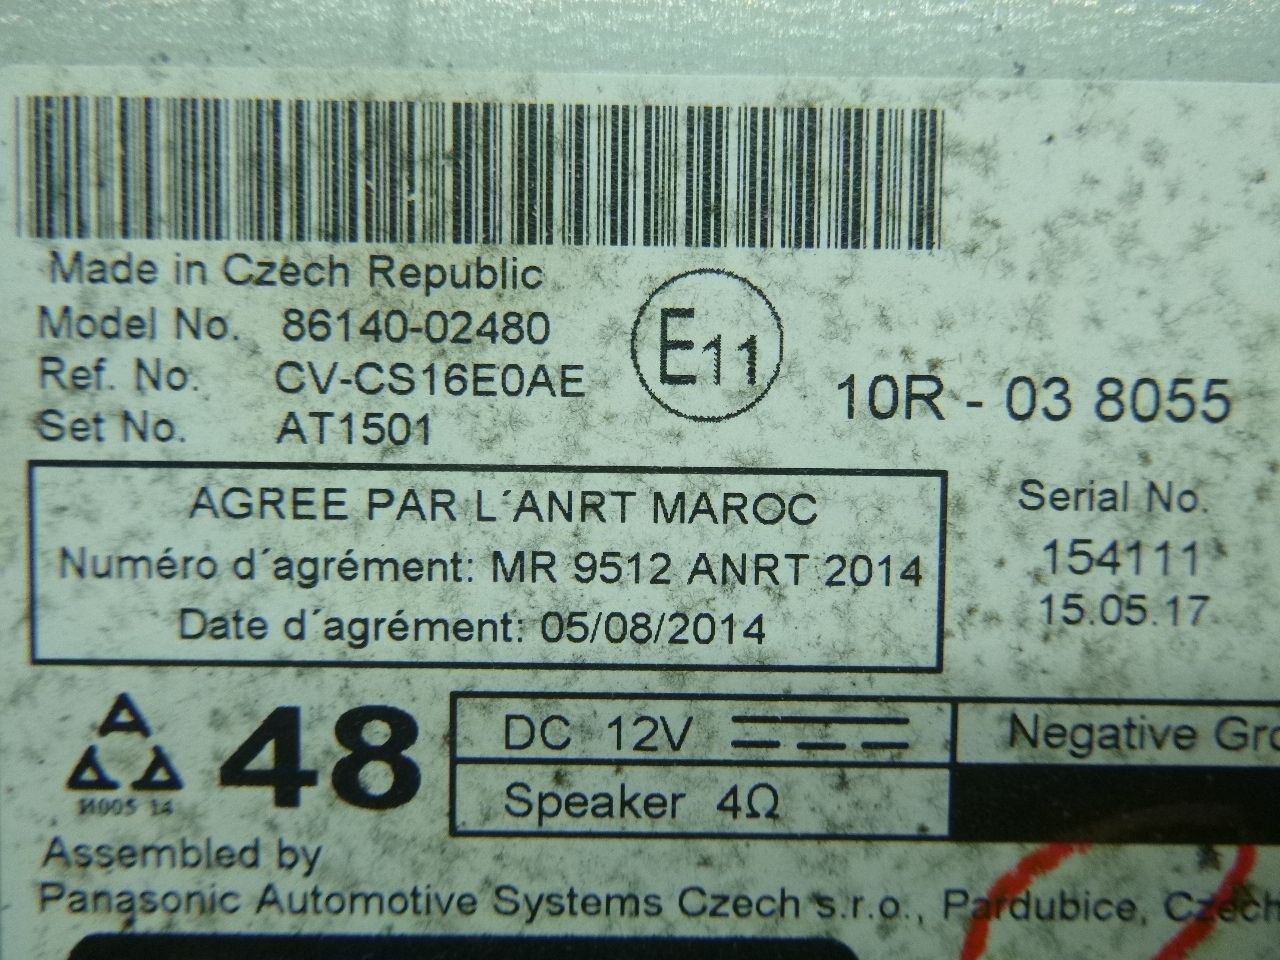 Made in Czech Republic
Model No. 86140-02480
Ref. No. CV-CS16E0AE
Set No. AT1501
E11
10R - 03 8055
AGREE PAR L´ANRT MAROC
Numéro d´agrément: MR 9512 ANRT 2014
Date d´agrément: 05/08/2014
Serial No.
154111
15.05.17
48
DC 12V
Negative
Speaker 4Ω
Assembled by
Panasonic Automotive Systems Czech s.r.o., Pardubice, Czech